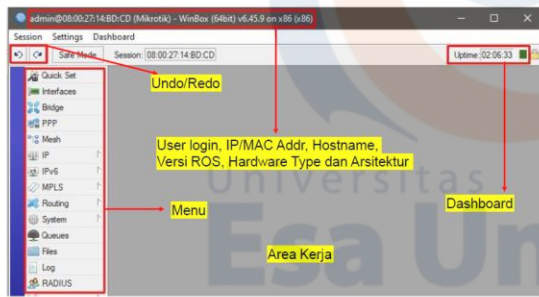 admin@08:00:27:14:BD:CD (Mikrotik) - WinBox (64bit) v6.45.9 on x86 (x86)
Session Settings Dashboard
Safe Mode Session: 08:00:27:14:BD:CD Uptime: 02:06:33
Quick Set
Interfaces
Bridge
PPP
Mesh
IP
IPv6
MPLS
Routing
System
Queues
Files
Log
RADIUS
Undo/Redo
User login, IP/MAC Addr, Hostname,
Versi ROS, Hardware Type dan Arsitektur
Menu
Dashboard
Area Kerja
Universitas
Esa Un